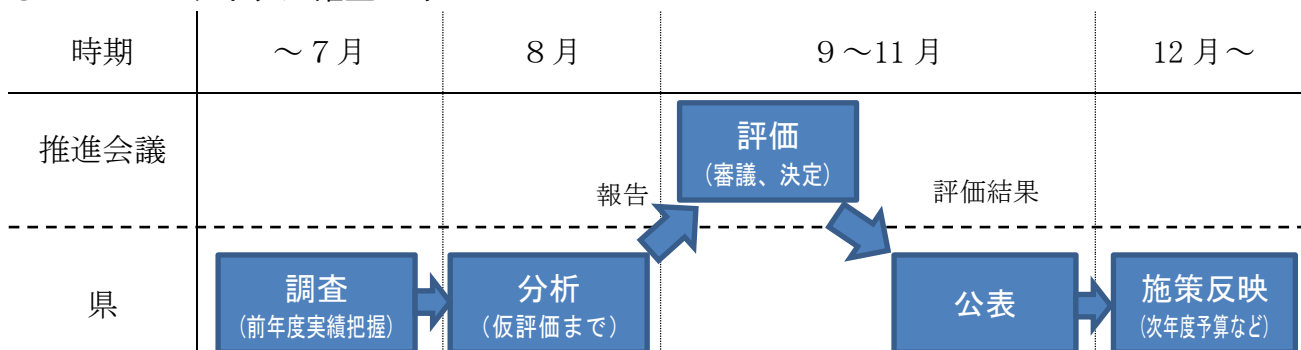 時期
～７月
８月
９～11月
12月～
推進会議
評価
（審議、決定）
報告
評価結果
県
調査
（前年度実績把握）
分析
（仮評価まで）
公表
施策反映
（次年度予算など）